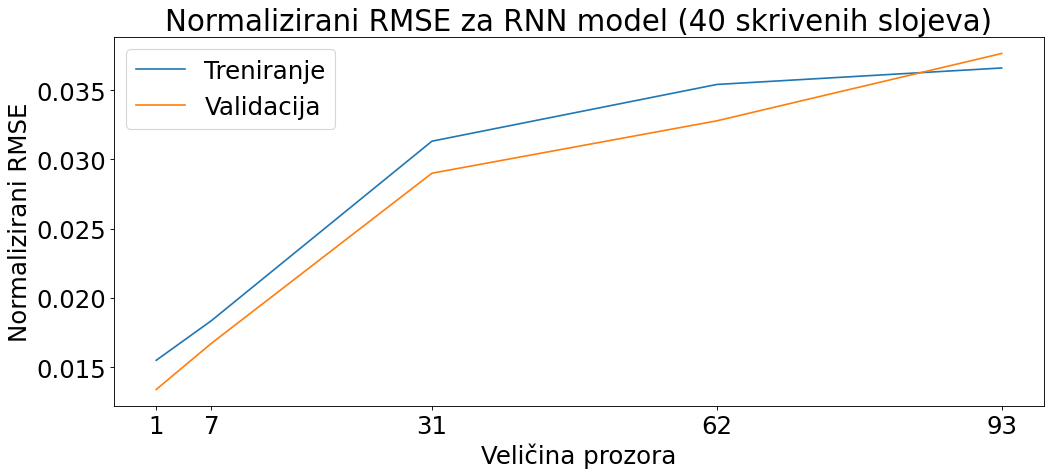 Normalizirani RMSE za RNN model (40 skrivenih slojeva)
Treniranje
Validacija
Normalizirani RMSE
0.035
0.030
0.025
0.020
0.015
1 7 31 62 93
Veličina prozora